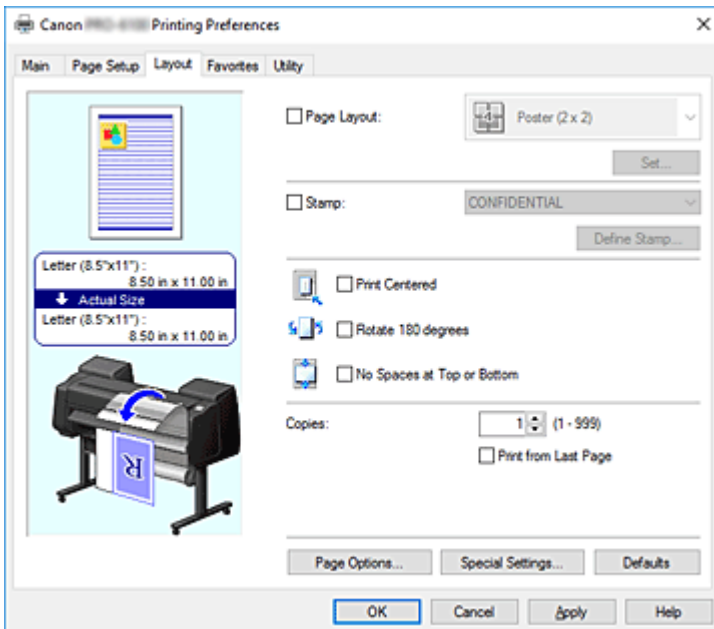 Canon Printing Preferences
Main Page Setup Layout Favorites Utility
Page Layout:
4
Poster (2 x 2)
Set...
Stamp:
CONFIDENTIAL
Define Stamp...
Letter (8.5"x11") :
8.50 in x 11.00 in
Actual Size
Letter (8.5"x11") :
8.50 in x 11.00 in
Print Centered
Rotate 180 degrees
No Spaces at Top or Bottom
R
Copies:
1 (1 - 999)
Print from Last Page
Page Options... Special Settings... Defaults
OK Cancel Apply Help